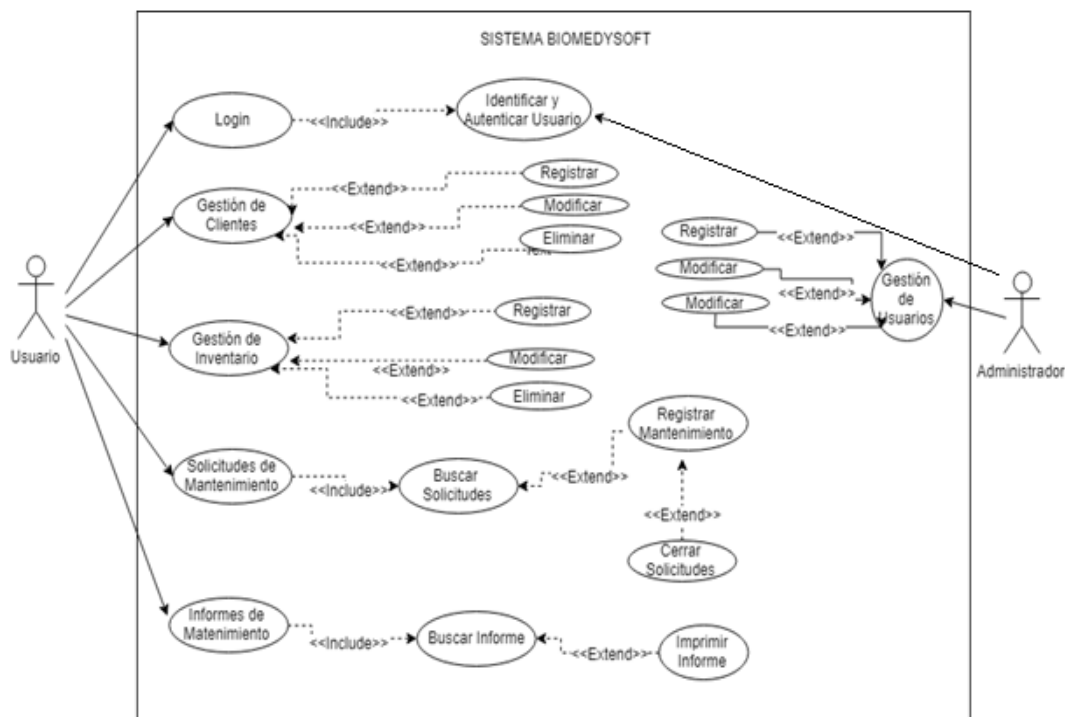 SISTEMA BIOMEDYSOFT
Login
<<Include>>
Identificar y
Autenticar Usuario
Gestión de
Clientes
<<Extend>>
Registrar
<<Extend>>
Modificar
<<Extend>>
Eliminar
Text
Registrar
<<Extend>>
Modificar
<<Extend>>
Modificar
<<Extend>>
Gestión
de
Usuarios
Usuario
Administrador
Gestión de
Inventario
<<Extend>>
Registrar
<<Extend>>
Modificar
<<Extend>>
Eliminar
Solicitudes de
Mantenimiento
<<Include>>
Buscar
Solicitudes
<<Extend>>
Registrar
Mantenimiento
<<Extend>>
Cerrar
Solicitudes
Informes de
Matenimiento
<<Include>>
Buscar Informe
<<Extend>>
Imprimir
Informe